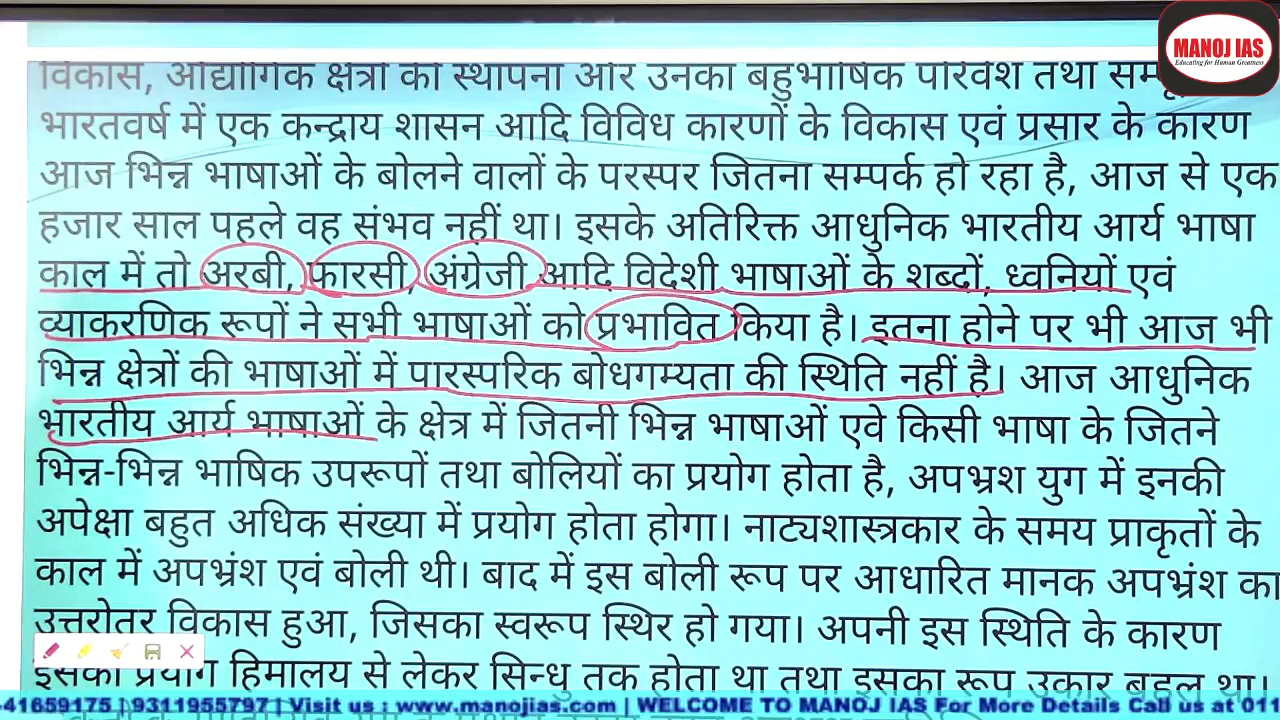 MANOJ IAS
Educating for Human Greatness
विकास, औद्योगिक क्षेत्रों की स्थापना और उनका बहुभाषिक परिवेश तथा
भारतवर्ष में एक कन्द्राय शासन आदि विविध कारणों के विकास एवं प्रसार के कारण
आज भिन्न भाषाओं के बोलने वालों के परस्पर जितना सम्पर्क हो रहा है, आज से एक
हजार साल पहले वह संभव नहीं था। इसके अतिरिक्त आधुनिक भारतीय आर्य भाषा
काल में तो अरबी, फारसी, अंग्रेजी आदि विदेशी भाषाओं के शब्दों, ध्वनियों एवं
व्याकरणिक रूपों ने सभी भाषाओं को प्रभावित किया है। इतना होने पर भी आज भी
भिन्न क्षेत्रों की भाषाओं में पारस्परिक बोधगम्यता की स्थिति नहीं है। आज आधुनिक
भारतीय आर्य भाषाओं के क्षेत्र में जितनी भिन्न भाषाओं एवे किसी भाषा के जितने
भिन्न-भिन्न भाषिक उपरूपों तथा बोलियों का प्रयोग होता है, अपभ्रश युग में इनकी
अपेक्षा बहुत अधिक संख्या में प्रयोग होता होगा। नाट्यशास्त्रकार के समय प्राकृतों के
काल में अपभ्रंश एवं बोली थी। बाद में इस बोली रूप पर आधारित मानक अपभ्रंश का
उत्तरोतर विकास हुआ, जिसका स्वरूप स्थिर हो गया। अपनी इस स्थिति के कारण
इसका प्रयोग हिमालय से लेकर सिन्धु तक होता था तथा इसका रूप उकार बहुल था।
-41659175 | 9311955797 | Visit us : www.manojias.com | WELCOME TO MANOJ IAS For More Details Call us at 011